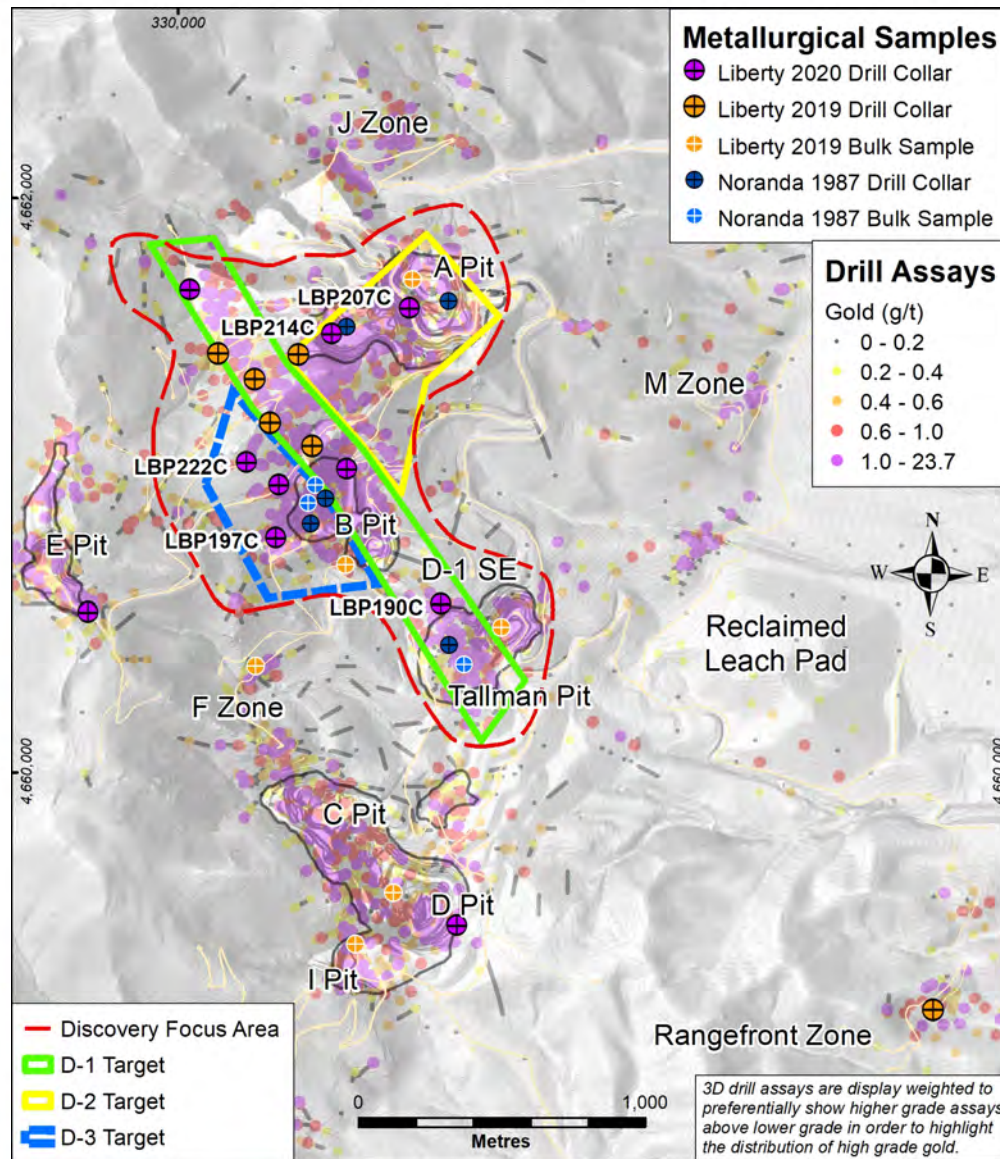 330,000
Metallurgical Samples
Liberty 2020 Drill Collar
Liberty 2019 Drill Collar
Liberty 2019 Bulk Sample
Noranda 1987 Drill Collar
Noranda 1987 Bulk Sample
Drill Assays
Gold (g/t)
0 - 0.2
0.2 - 0.4
0.4 - 0.6
0.6 - 1.0
1.0 - 23.7
J Zone
4,662,000
A Pit
LBP207C
LBP214C
M Zone
LBP222C
E Pit
B Pit
LBP197C
D-1 SE
LBP190C
N
W
E
S
Reclaimed
Leach Pad
Tallman Pit
F Zone
4,660,000
4,660,000
C Pit
D Pit
I Pit
Rangefront Zone
Discovery Focus Area
D-1 Target
D-2 Target
D-3 Target
0
1,000
Metres
3D drill assays are display weighted to
preferentially show higher grade assays
above lower grade in order to highlight
the distribution of high grade gold.